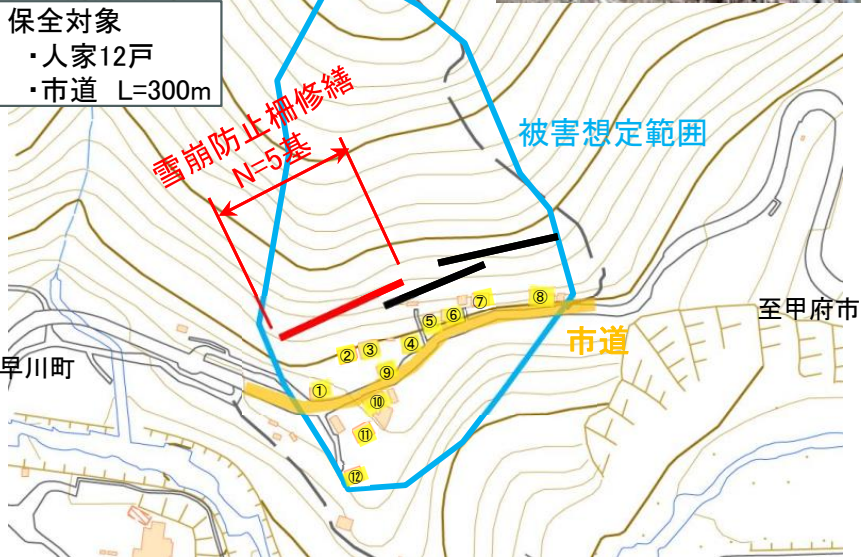 保全対象
・人家12戸
・市道 L=300m
雪崩防止柵修繕
N=5基
被害想定範囲
至甲府市
市道
早川町
⑧
⑦
⑥
⑤
④
③
②
⑨
①
⑩
⑪
⑫